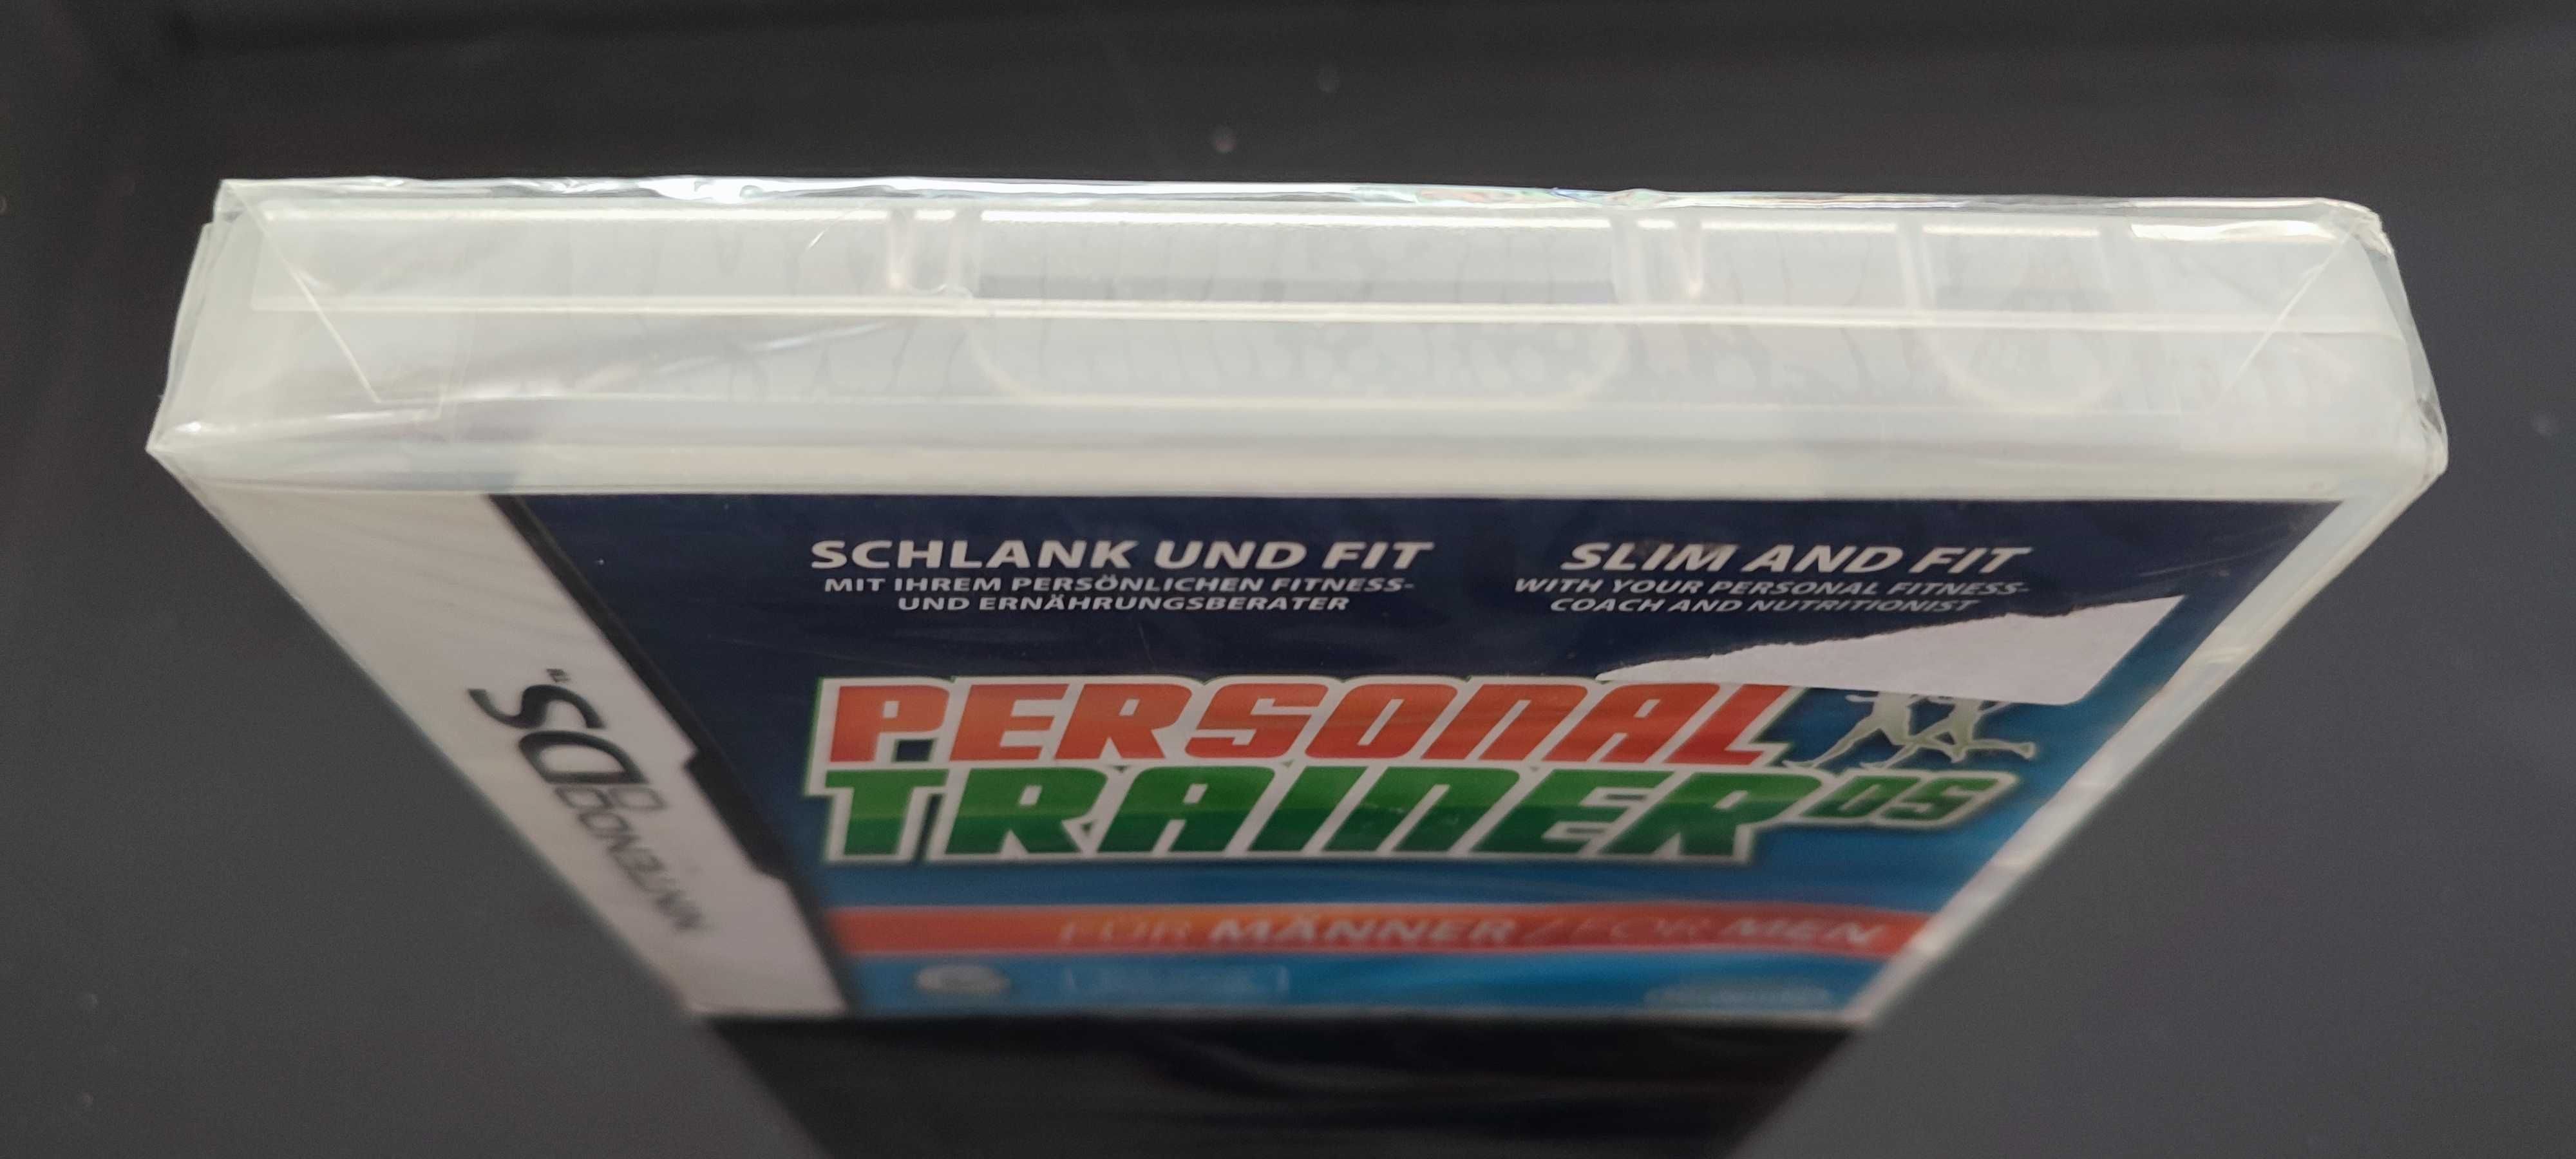 SCHLANK UND FIT
MIT IHREM PERSÖNLICHEN FITNESS-
UND ERNÄHRUNGSBERATER
SLIM AND FIT
WITH YOUR PERSONAL FITNESS-
COACH AND NUTRITIONIST
PERSONAL
TRAINER DS
FÜR MÄNNER / FOR MEN
NINTENDO DS™